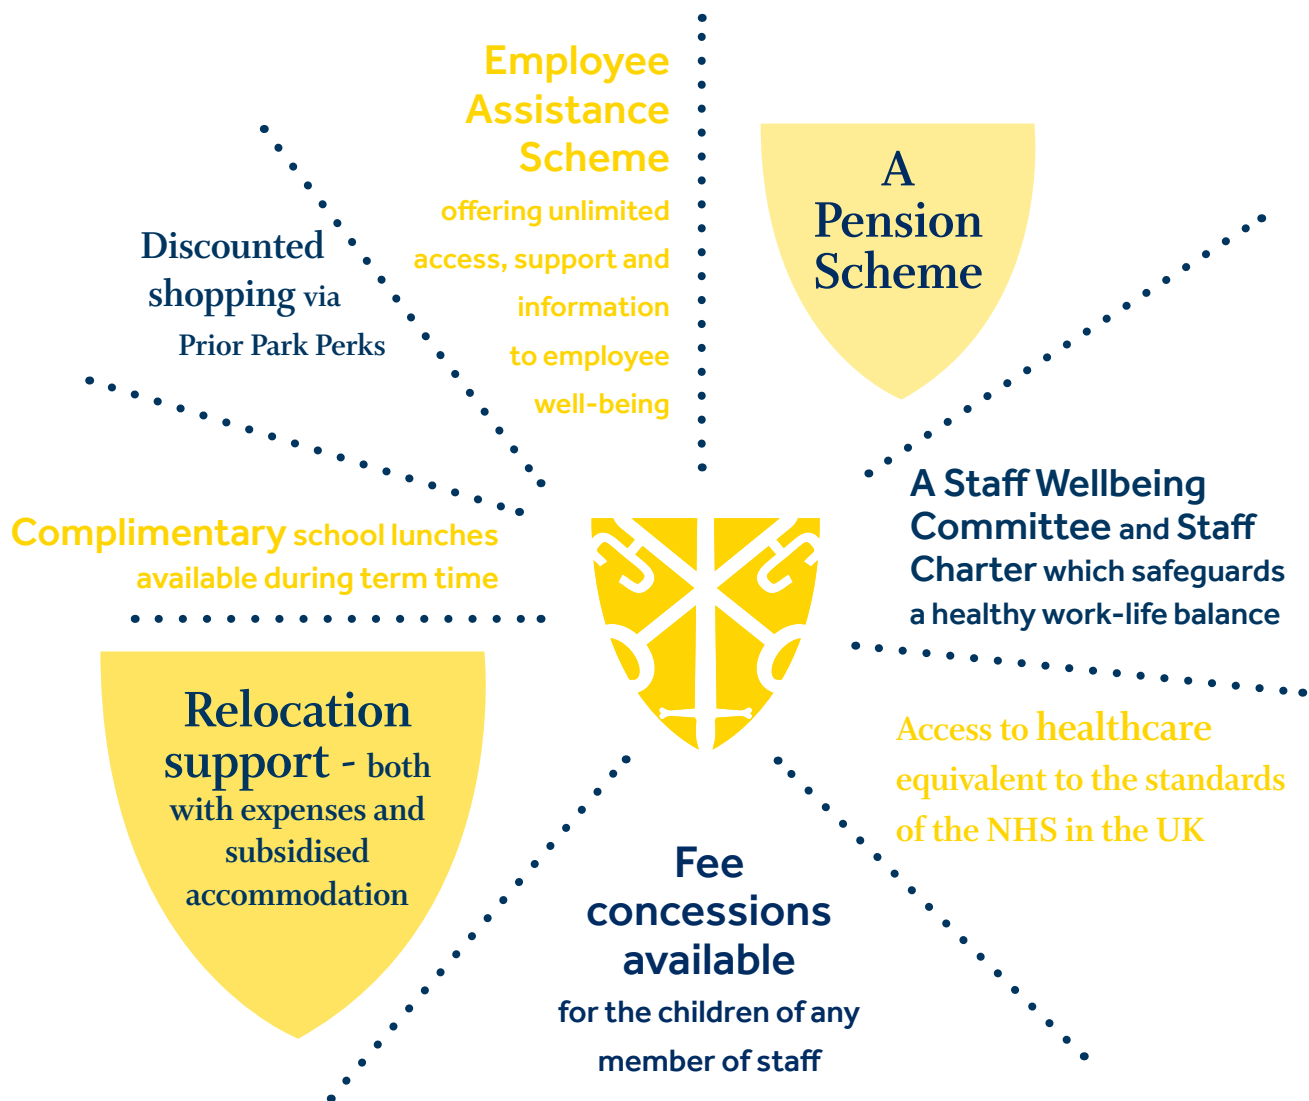 Employee
Assistance
Scheme
offering unlimited
access, support and
information
to employee
well-being
A
Pension
Scheme
Discounted
shopping via
Prior Park Perks
A Staff Wellbeing
Committee and Staff
Charter which safeguards
a healthy work-life balance
Complimentary school lunches
available during term time
Relocation
support - both
with expenses and
subsidised
accommodation
Access to healthcare
equivalent to the standards
of the NHS in the UK
Fee
concessions
available
for the children of any
member of staff